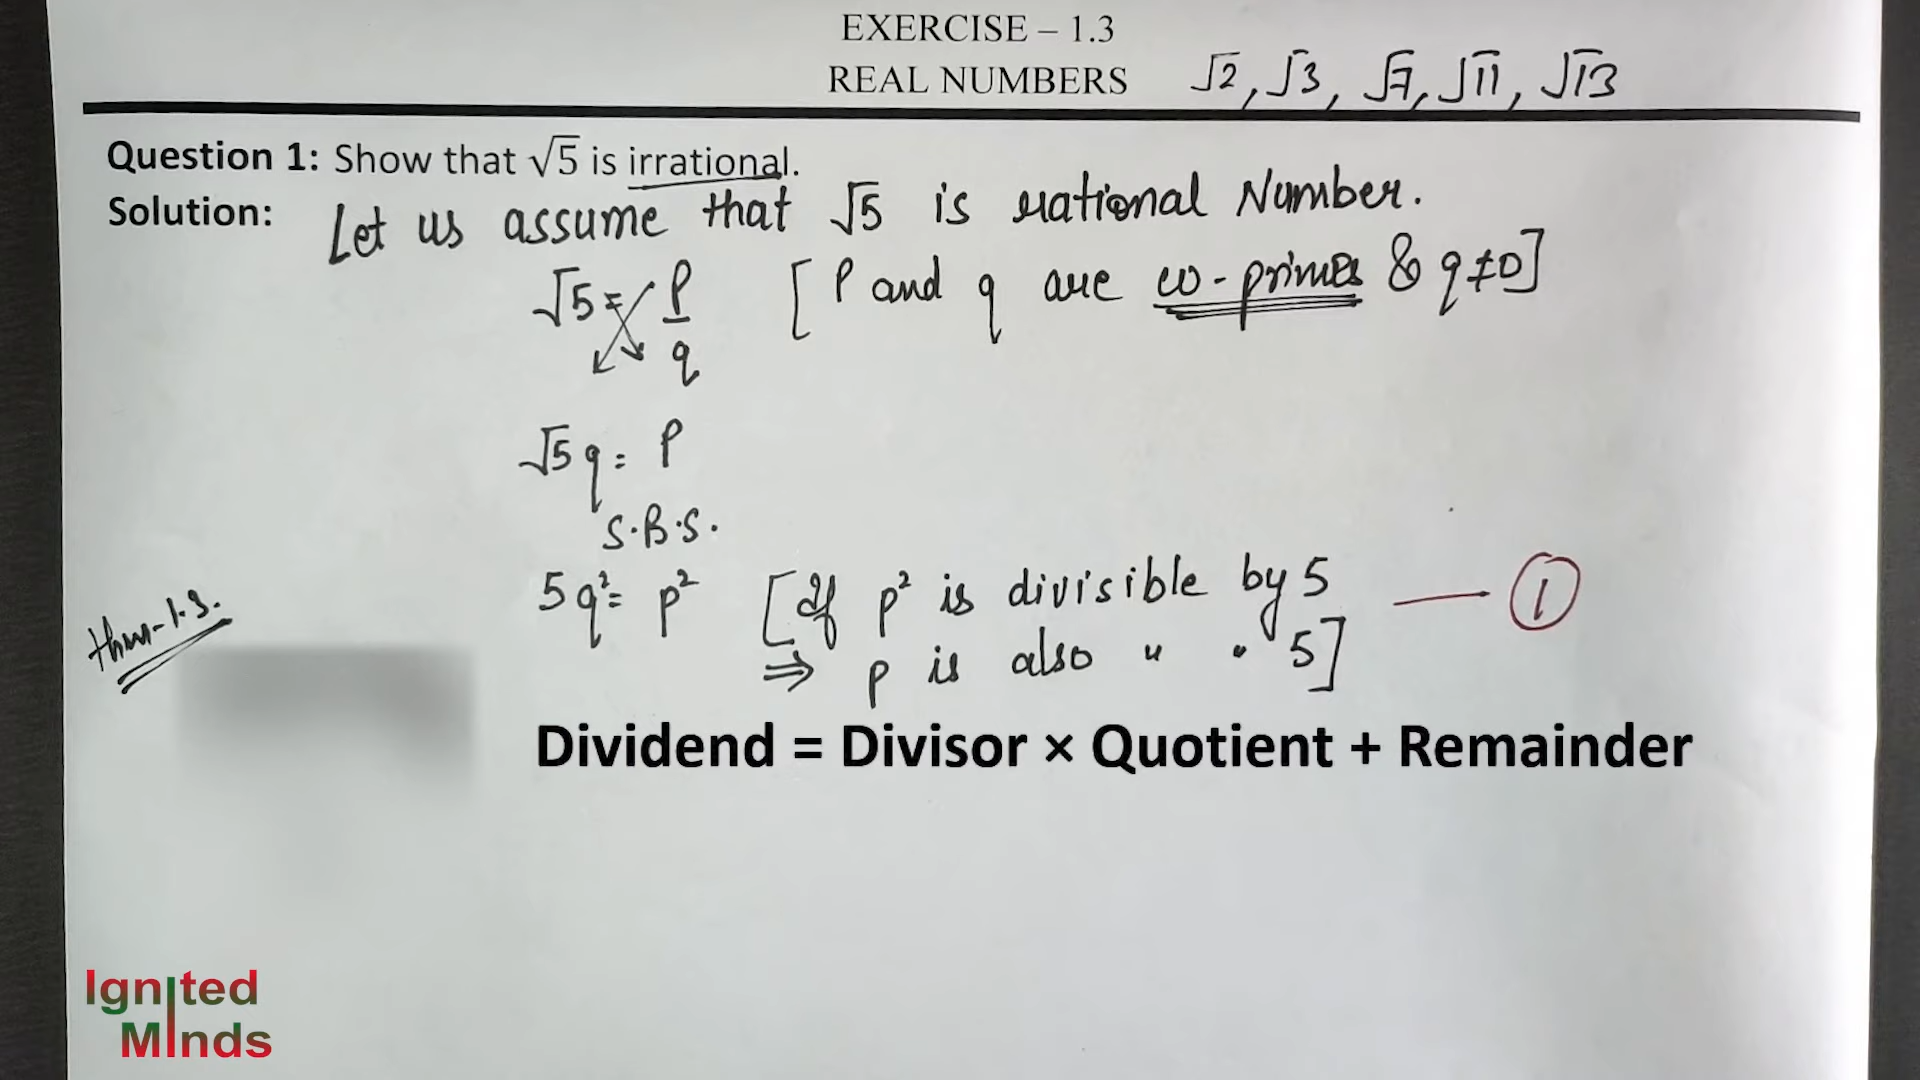 EXERCISE – 1.3
REAL NUMBERS √2, √3, √7, √11, √13
Question 1: Show that √5 is irrational.
Solution: Let us assume that √5 is rational Number.
√5 = p/q [P and q are co-primes & q≠0]
√5 q = P
S.B.S.
5q² = p² [If p² is divisible by 5 — 1
⇒ p is also " " 5]
thm-1.3.
Dividend = Divisor × Quotient + Remainder
Ignited
Minds